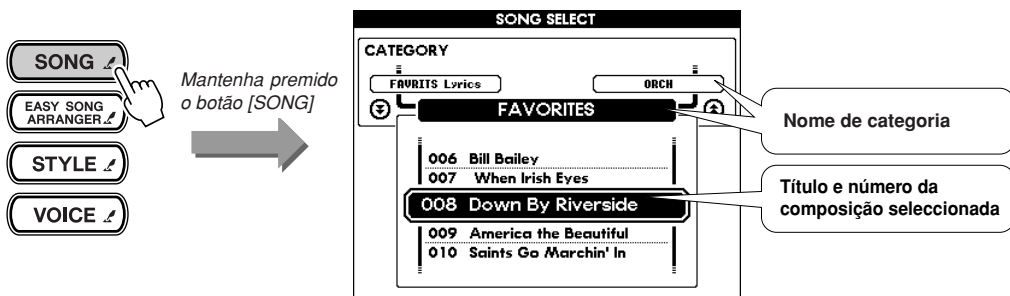 SONG
EASY SONG
ARRANGER
STYLE
VOICE
Mantenha premido
o botão [SONG]
SONG SELECT
CATEGORY
FAVRITS Lyrics
ORCH
FAVORITES
006 Bill Bailey
007 When Irish Eyes
008 Down By Riverside
009 America the Beautiful
010 Saints Go Marchin' In
Nome de categoria
Título e número da
composição seleccionada